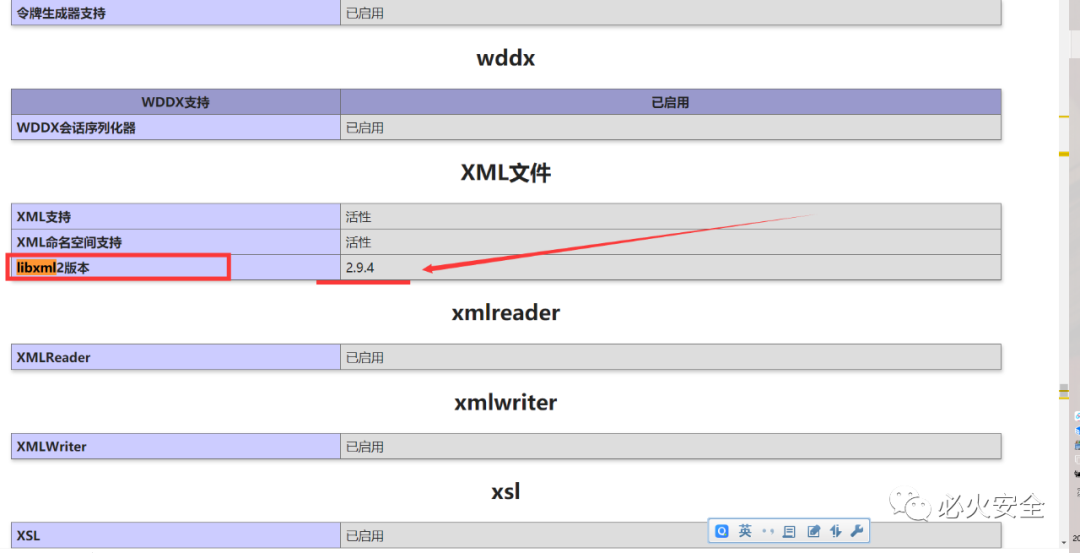 令牌生成器支持 已启用
wddx
WDDX支持 已启用
WDDX会话序列化器 已启用
XML文件
XML支持 活性
XML命名空间支持 活性
libxml2版本 2.9.4
xmlreader
XMLReader 已启用
xmlwriter
XMLWriter 已启用
xsl
XSL 已启用
英
必火安全
20